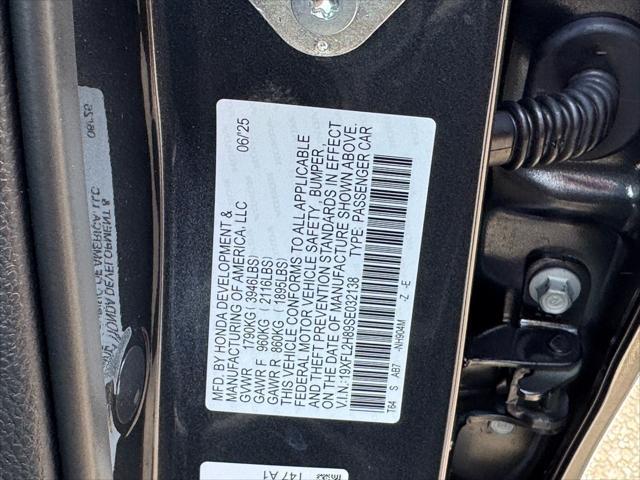 MFD. BY HONDA DEVELOPMENT &
MANUFACTURING OF AMERICA, LLC 06/25
GVWR 1790KG (3946LBS)
GAWR F 960KG (2116LBS)
GAWR R 860KG (1895LBS)
THIS VEHICLE CONFORMS TO ALL APPLICABLE
FEDERAL MOTOR VEHICLE SAFETY, BUMPER,
AND THEFT PREVENTION STANDARDS IN EFFECT
ON THE DATE OF MANUFACTURE SHOWN ABOVE.
V.I.N.:19XFL2H89SE032138 TYPE: PASSENGER CAR
T64 S AB7 -NH904M -Z -E
147A1